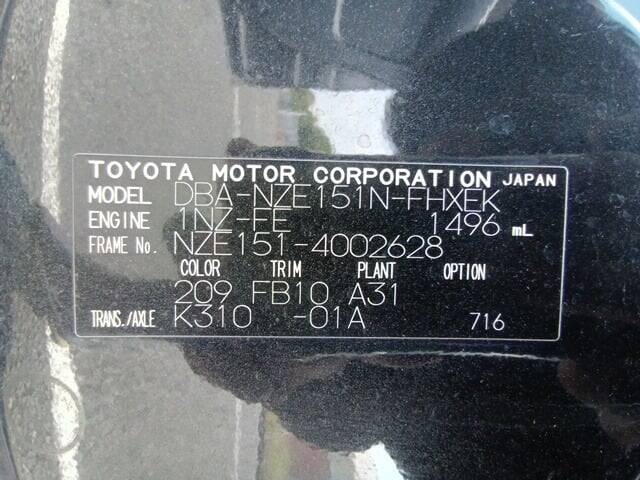 TOYOTA MOTOR CORPORATION JAPAN
MODEL DBA-NZE151N-FHXEK
ENGINE 1NZ-FE 1496 mL
FRAME No. NZE151-4002628
COLOR TRIM PLANT OPTION
209 FB10 A31
TRANS./AXLE K310 -01A 716